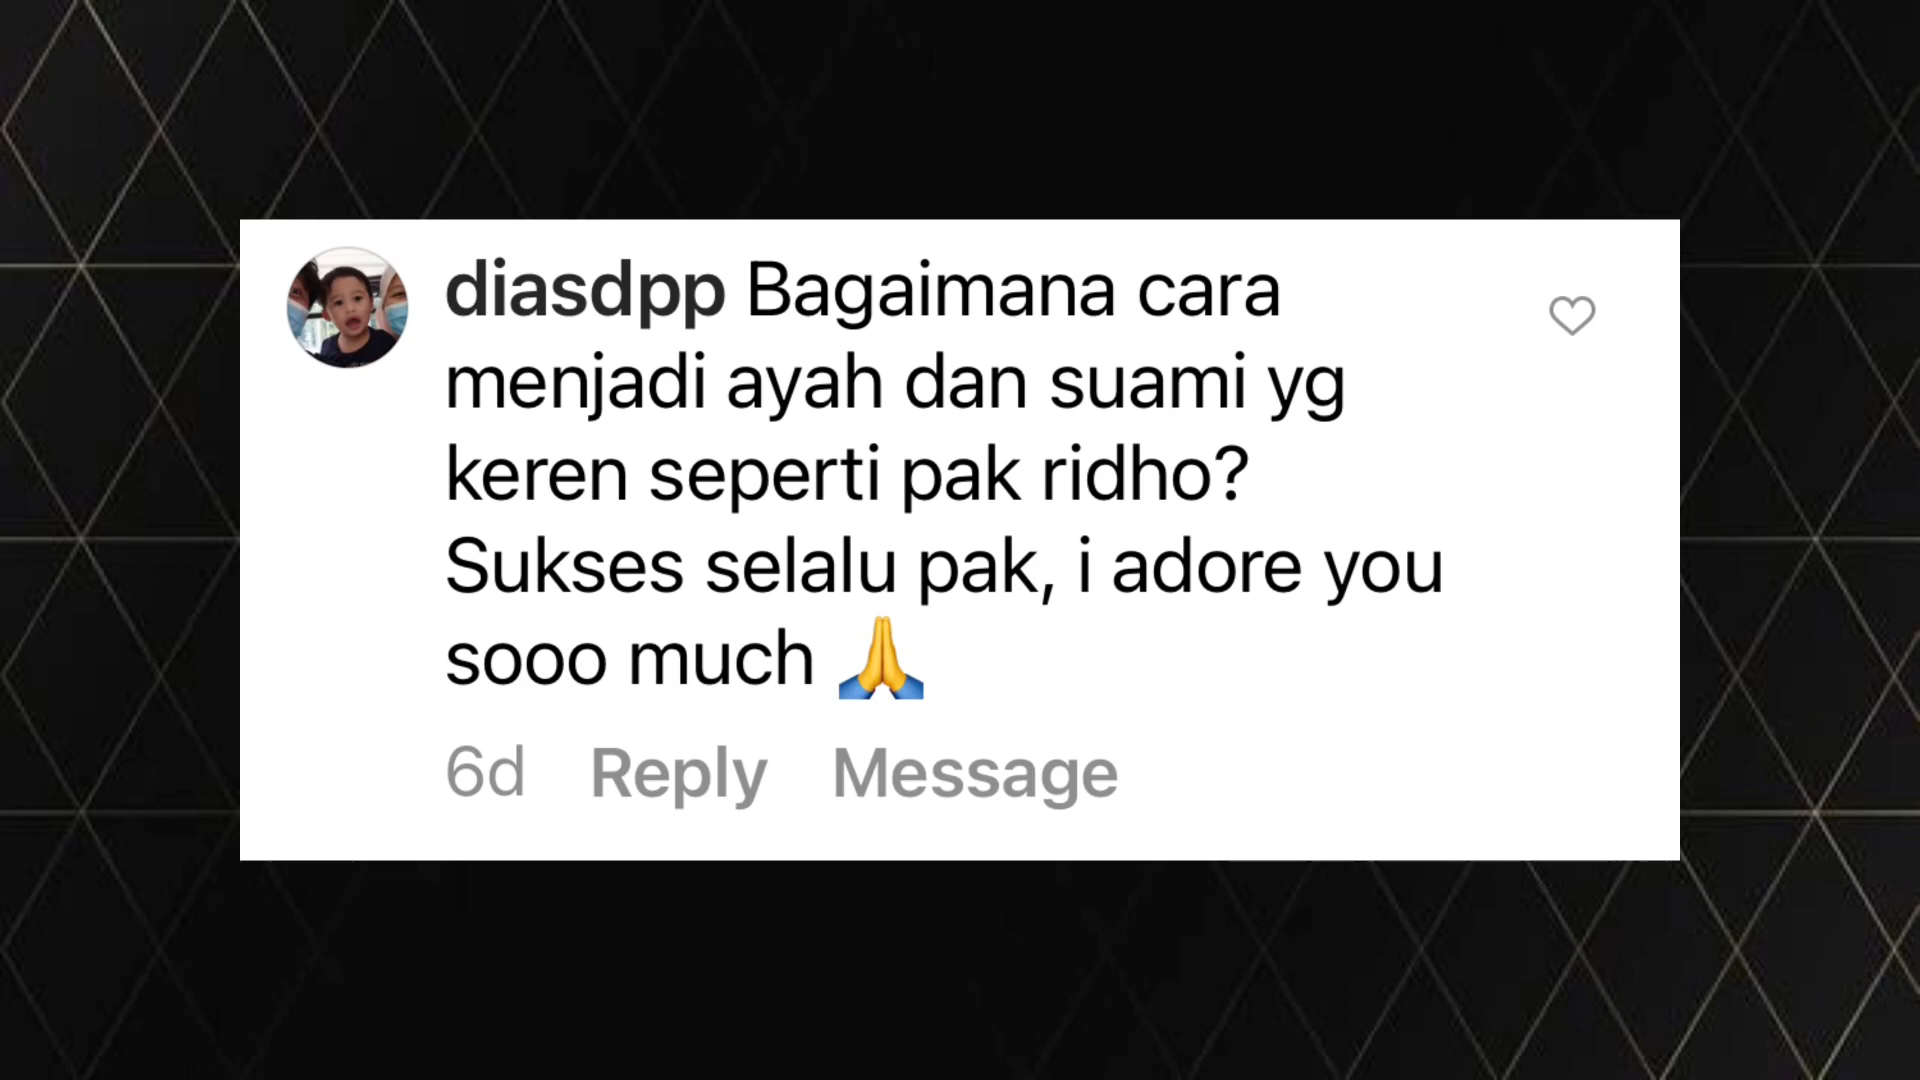 diasdpp Bagaimana cara
menjadi ayah dan suami yg
keren seperti pak ridho?
Sukses selalu pak, i adore you
sooo much 🙏
6d Reply Message